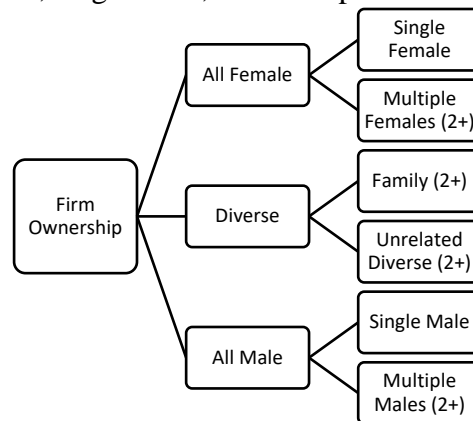 Single
Female
All Female
Multiple
Females (2+)
Firm
Ownership
Family (2+)
Diverse
Unrelated
Diverse (2+)
Single Male
All Male
Multiple
Males (2+)